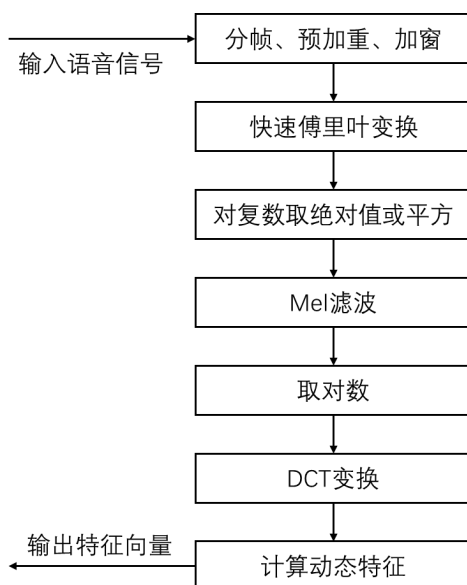 分帧、预加重、加窗
输入语音信号
快速傅里叶变换
对复数取绝对值或平方
Mel滤波
取对数
DCT变换
输出特征向量
计算动态特征